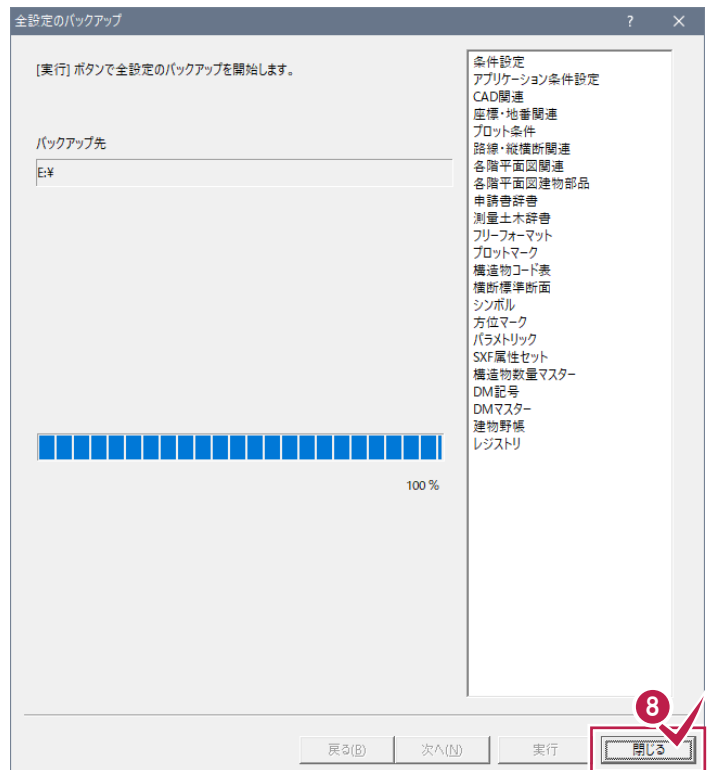 全設定のバックアップ
[実行] ボタンで全設定のバックアップを開始します。
バックアップ先
E:¥
100 %
条件設定
アプリケーション条件設定
CAD関連
座標・地番関連
プロット条件
路線・縦横断関連
各階平面図関連
各階平面図建物部品
申請書辞書
測量土木辞書
フリーフォーマット
プロットマーク
構造物コード表
横断標準断面
シンボル
方位マーク
パラメトリック
SXF属性セット
構造物数量マスター
DM記号
DMマスター
建物野帳
レジストリ
8
戻る(B) 次へ(N) 実行 閉じる